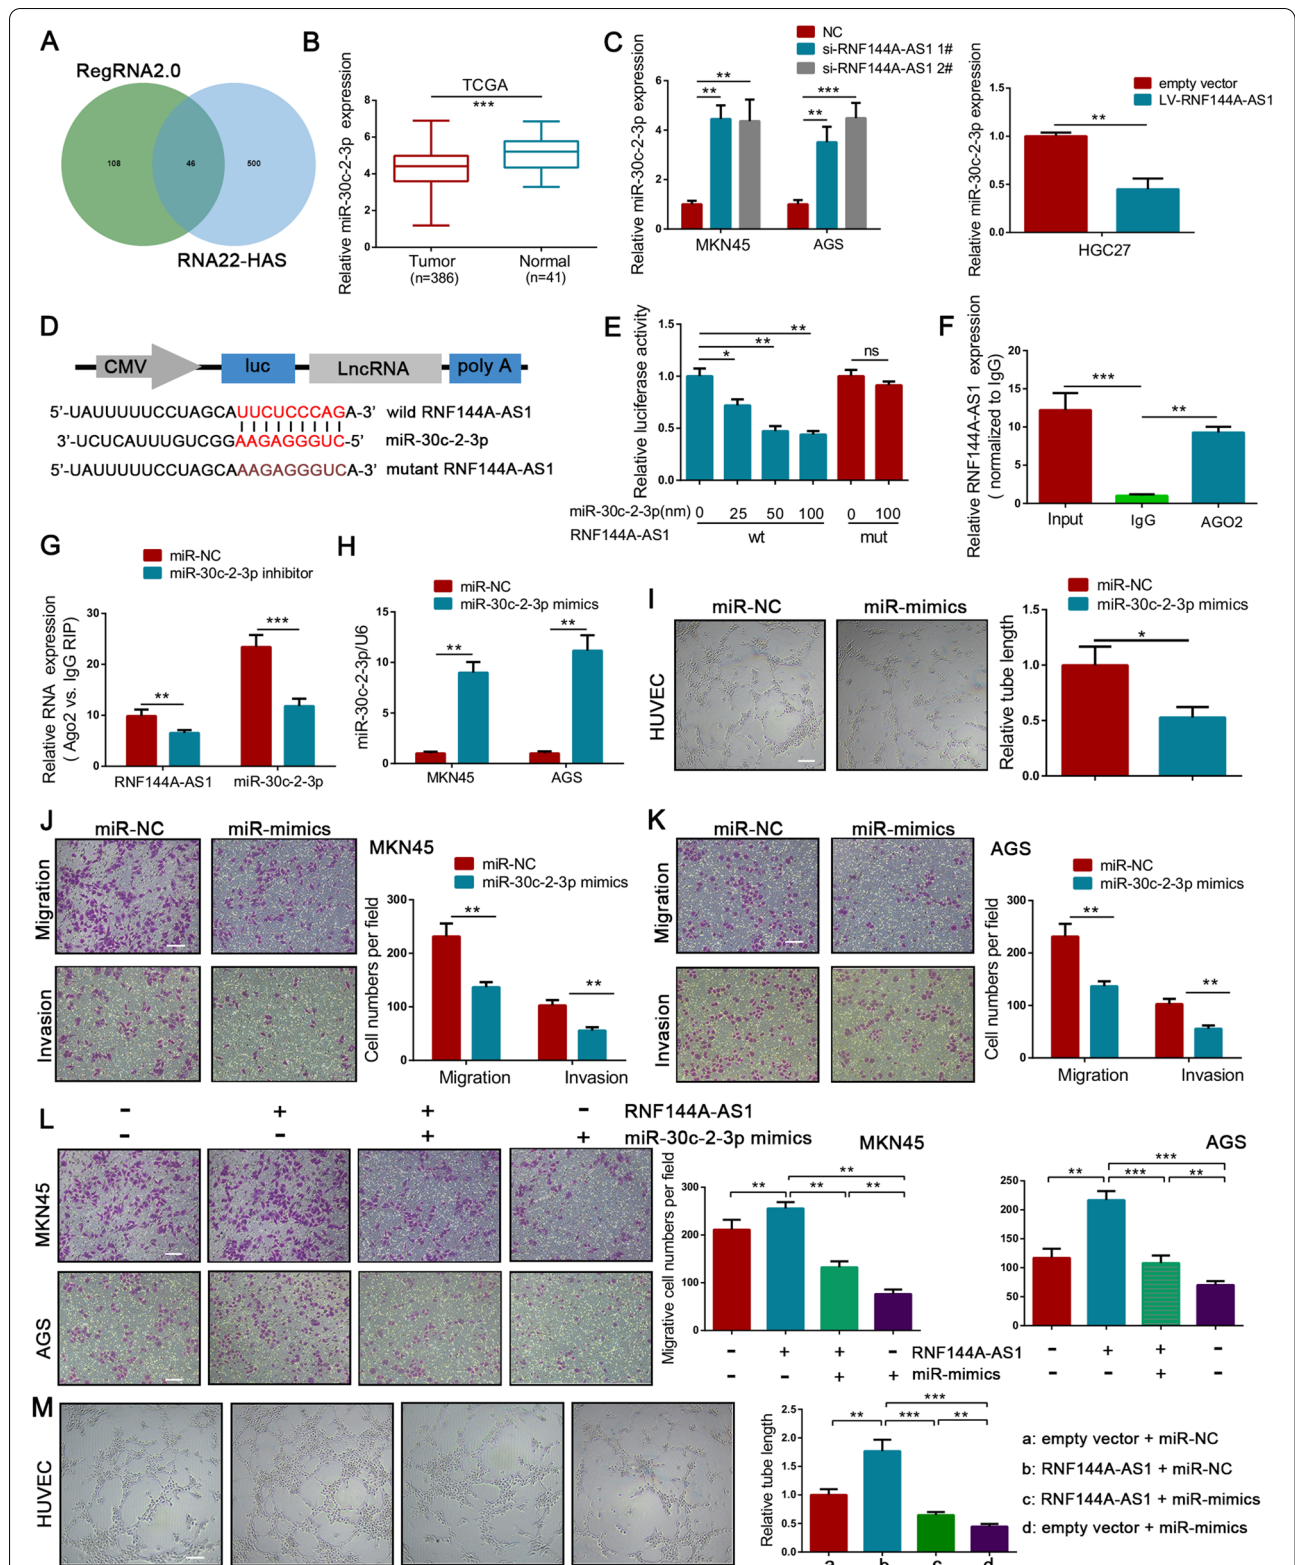 A
RegRNA2.0
108
46
500
RNA22-HAS
B
Relative miR-30c-2-3p expression
TCGA
***
8
6
4
2
0
Tumor
(n=386)
Normal
(n=41)
C
Relative miR-30c-2-3p expression
NC
si-RNF144A-AS1 1#
si-RNF144A-AS1 2#
6
4
2
0
**
**
***
**
MKN45
AGS
Relative miR-30c-2-3p expression
empty vector
LV-RNF144A-AS1
1.5
1.0
0.5
0.0
**
HGC27
D
CMV
luc
LncRNA
poly A
5'-UAUUUUUCCUAGCAUUCUCCCAGA-3' wild RNF144A-AS1
3'-UCUCAUUUGUCGGAAGAGGGUC-5' miR-30c-2-3p
5'-UAUUUUUCCUAGCAAAGAGGGUCA-3' mutant RNF144A-AS1
E
Relative luciferase activity
1.5
1.0
0.5
0.0
**
**
*
ns
miR-30c-2-3p(nm) 0 25 50 100 0 100
RNF144A-AS1 wt mut
F
Relative RNF144A-AS1 expression
( normalized to IgG)
20
15
10
5
0
***
**
Input
IgG
AGO2
G
miR-NC
miR-30c-2-3p inhibitor
Relative RNA expression
( Ago2 vs. IgG RIP)
30
20
10
0
**
***
RNF144A-AS1
miR-30c-2-3p
H
miR-NC
miR-30c-2-3p mimics
miR-30c-2-3p/U6
15
10
5
0
**
**
MKN45
AGS
I
miR-NC
miR-mimics
HUVEC
miR-NC
miR-30c-2-3p mimics
Relative tube length
1.5
1.0
0.5
0.0
*
J
miR-NC
miR-mimics
Migration
Invasion
MKN45
miR-NC
miR-30c-2-3p mimics
Cell numbers per field
300
200
100
0
**
**
Migration
Invasion
K
miR-NC
miR-mimics
Migration
Invasion
AGS
miR-NC
miR-30c-2-3p mimics
Cell numbers per field
300
200
100
0
**
**
Migration
Invasion
L
- + + - RNF144A-AS1
- - + + miR-30c-2-3p mimics
MKN45
AGS
MKN45
Migrative cell numbers per field
300
200
100
0
**
**
**
**
- + + - RNF144A-AS1
- - + + miR-mimics
AGS
250
200
150
100
50
0
***
**
***
**
- + + -
- - + -
M
HUVEC
Relative tube length
2.5
2.0
1.5
1.0
0.5
0.0
***
**
***
**
a b c d
a: empty vector + miR-NC
b: RNF144A-AS1 + miR-NC
c: RNF144A-AS1 + miR-mimics
d: empty vector + miR-mimics